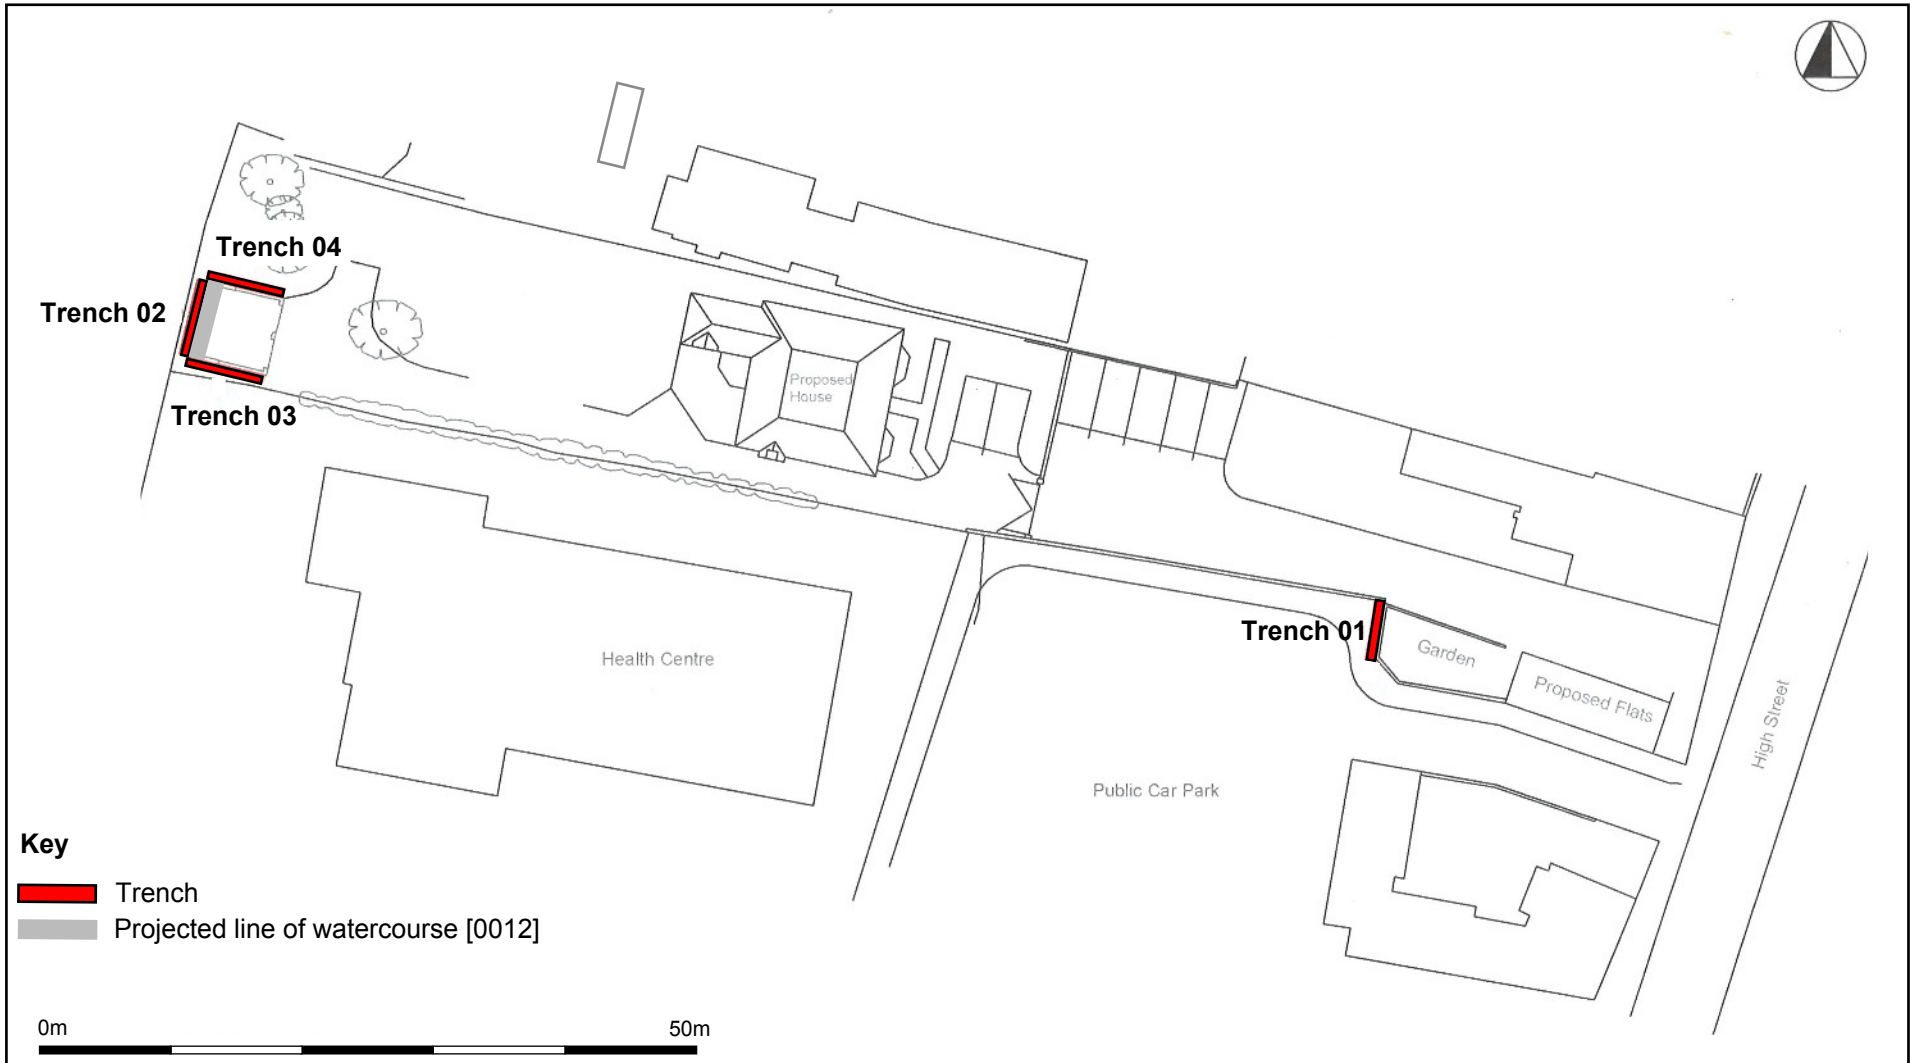 Trench 04
Trench 02
Trench 03
Proposed
House
Trench 01
Garden
Proposed Flats
High Street
Health Centre
Public Car Park
Key
Trench
Projected line of watercourse [0012]
0m
50m